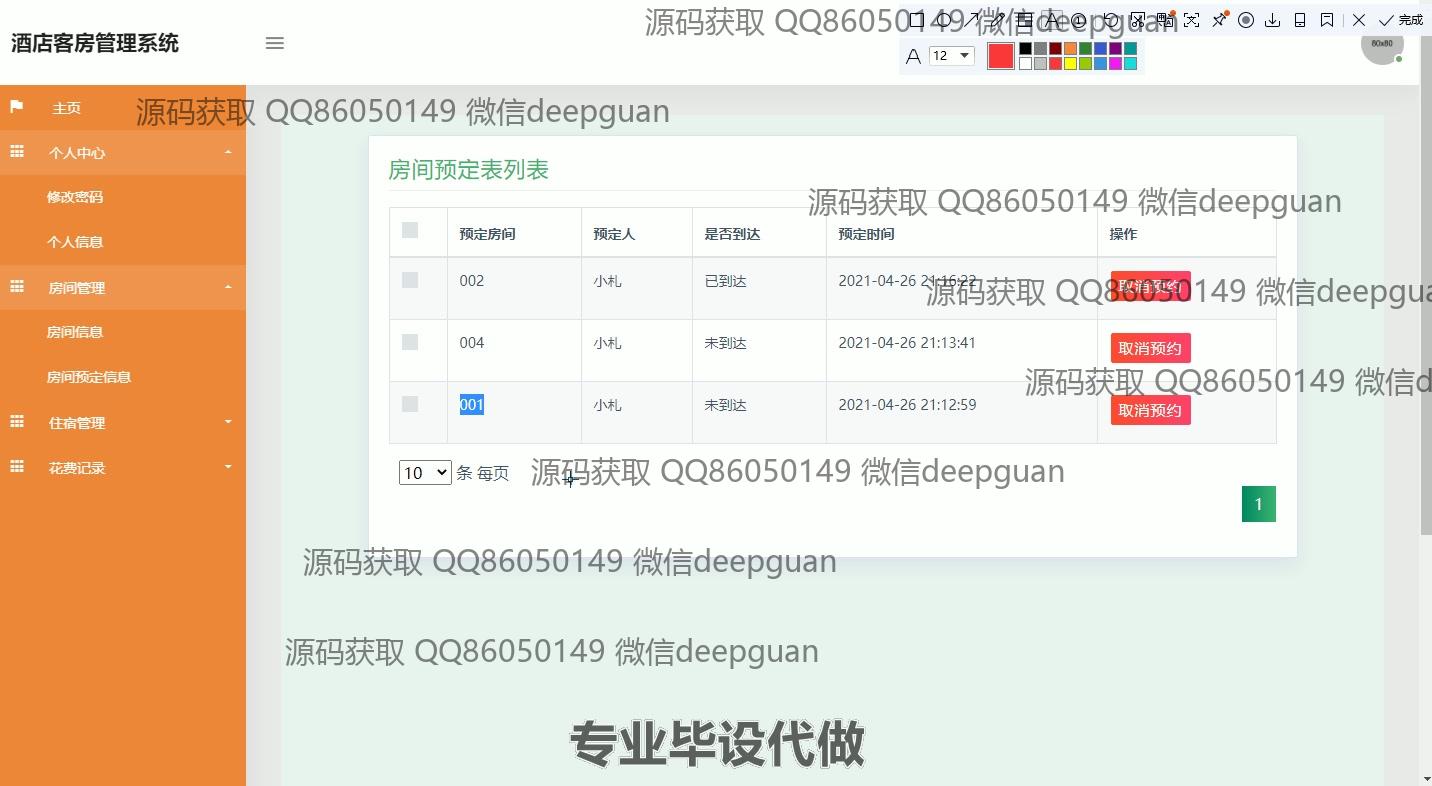 源码获取 QQ86050149 微信deepguan
完成
酒店客房管理系统
12
80x80
主页
源码获取 QQ86050149 微信deepguan
个人中心
修改密码
个人信息
房间管理
房间信息
房间预定信息
住宿管理
花费记录
房间预定表列表
源码获取 QQ86050149 微信deepguan
预定房间 预定人 是否到达 预定时间 操作
002 小札 已到达 2021-04-26 21:16:22 取消预约
源码获取 QQ86050149 微信deepgua
004 小札 未到达 2021-04-26 21:13:41 取消预约
源码获取 QQ86050149 微信d
001 小札 未到达 2021-04-26 21:12:59 取消预约
10 条 每页
源码获取 QQ86050149 微信deepguan
1
源码获取 QQ86050149 微信deepguan
源码获取 QQ86050149 微信deepguan
专业毕设代做